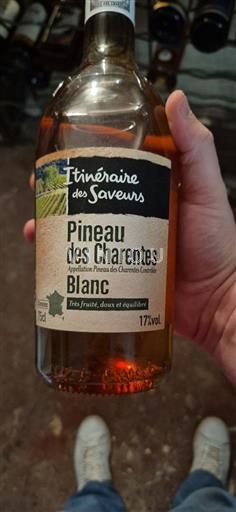 Itinéraire
des Saveurs
Pineau
des Charentes
Appellation Pineau des Charentes Contrôlée
Blanc
Très fruité, doux et équilibré
75cl
17%vol.